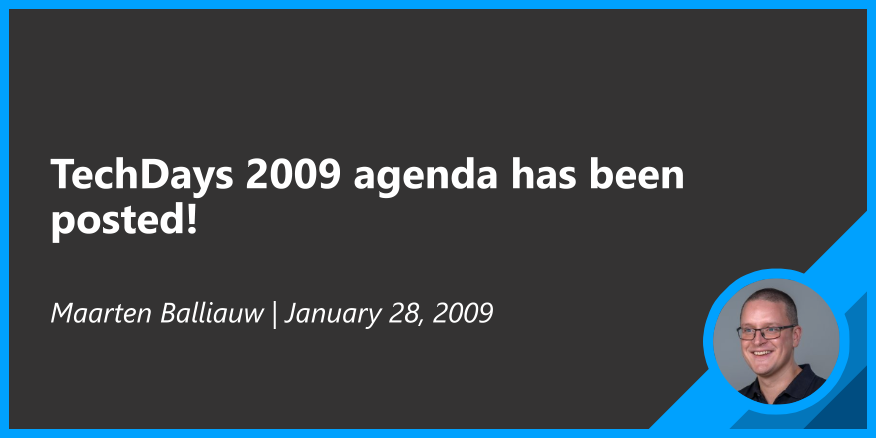 TechDays 2009 agenda has been
posted!
Maarten Balliauw | January 28, 2009